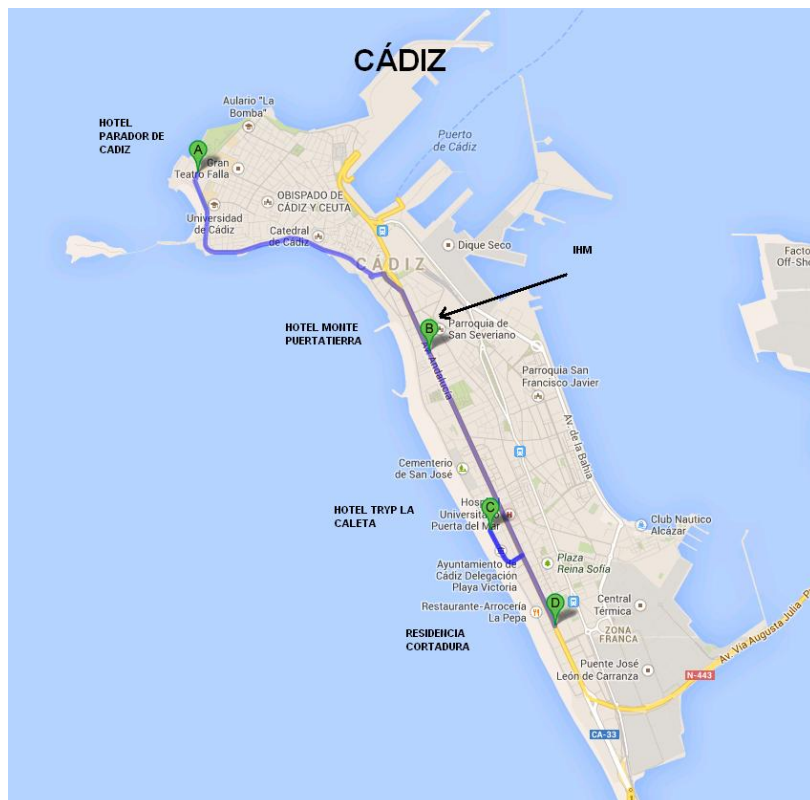 CÁDIZ
HOTEL
PARADOR DE
CADIZ
Aulario "La
Bomba"
A
Gran
Teatro Falla
Puerto
de Cádiz
OBISPADO DE
CÁDIZ Y CEUTA
Universidad
de Cádiz
Catedral
de Cádiz
Dique Seco
Facto
Off-Sho
CÁDIZ
IHM
HOTEL MONTE
PUERTATIERRA
B
Parroquia de
San Severiano
Av. Andalucía
Parroquia San
Francisco Javier
Av. de la Bahía
Cementerio
de San José
HOTEL TRYP LA
CALETA
C
Hosp
Universitario
Puerta del Mar
Club Nautico
Alcázar
Ayuntamiento de
Cádiz Delegación
Playa Victoria
Plaza
Reina Sofía
D
Restaurante-Arrocería
La Pepa
Central
Térmica
RESIDENCIA
CORTADURA
ZONA
FRANCA
Puente José
León de Carranza
Av. Vía Augusta Julia - P
N-443
CA-33